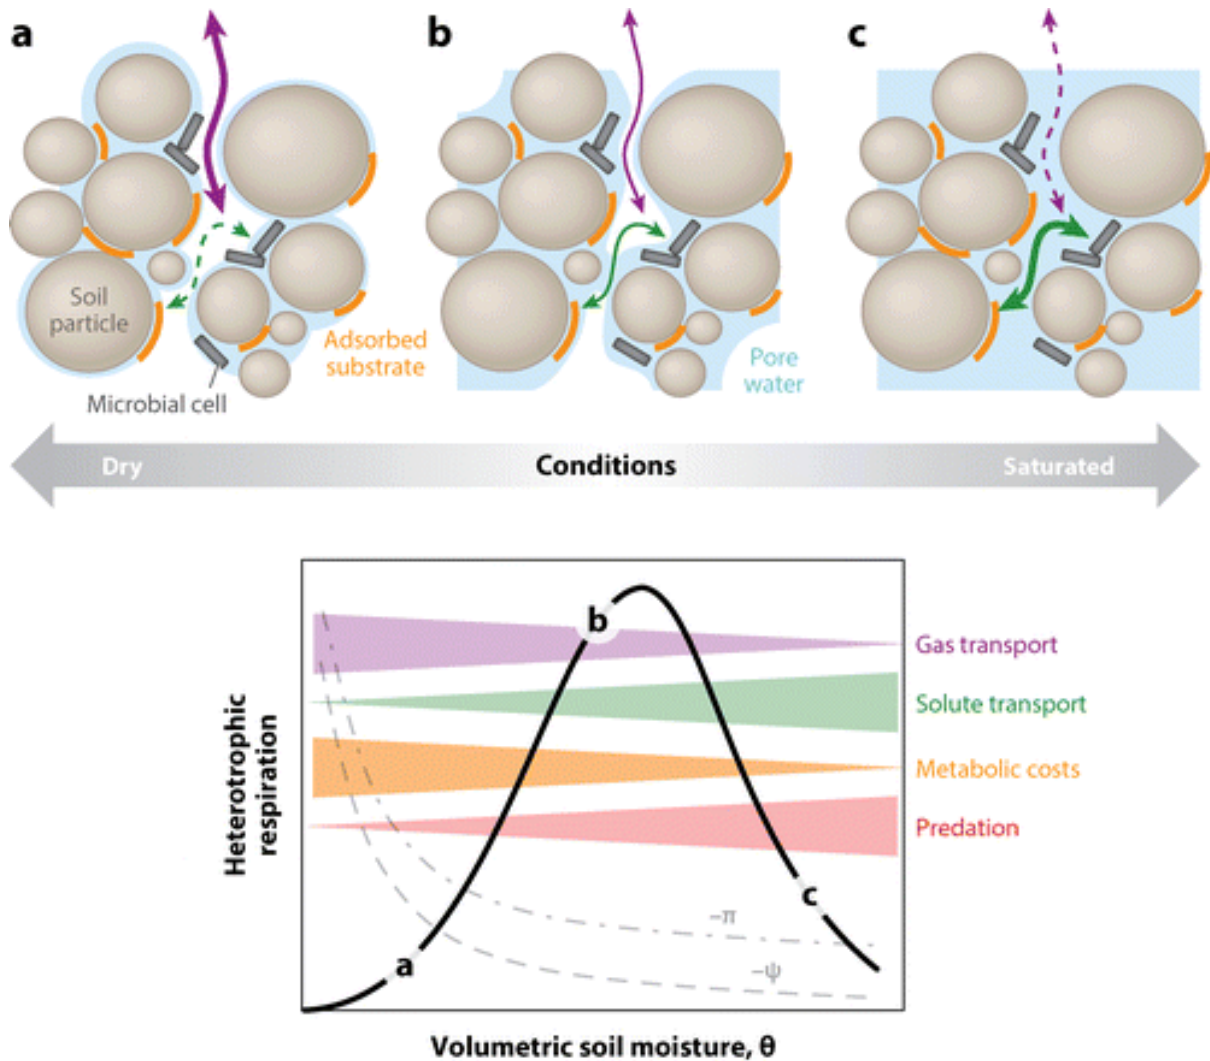 a
b
c
Soil
particle
Adsorbed
substrate
Microbial cell
Pore
water
Dry
Conditions
Saturated
Heterotrophic
respiration
b
a
c
–π
–ψ
Gas transport
Solute transport
Metabolic costs
Predation
Volumetric soil moisture, θ